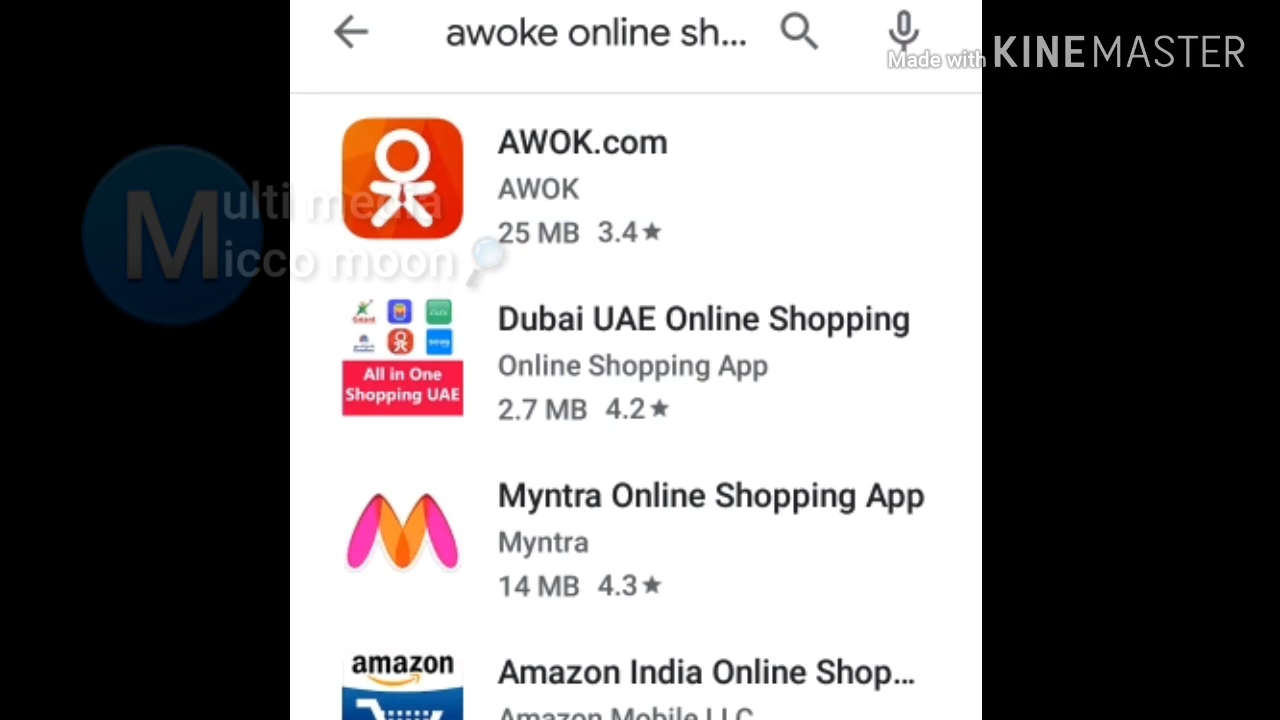 awoke online sh...
Made with KINEMASTER
AWOK.com
AWOK
25 MB 3.4★
Multi media
Micco moon
Dubai UAE Online Shopping
Online Shopping App
2.7 MB 4.2★
All in One
Shopping UAE
Myntra Online Shopping App
Myntra
14 MB 4.3★
amazon
Amazon India Online Shop...
Amazon Mobile LLC